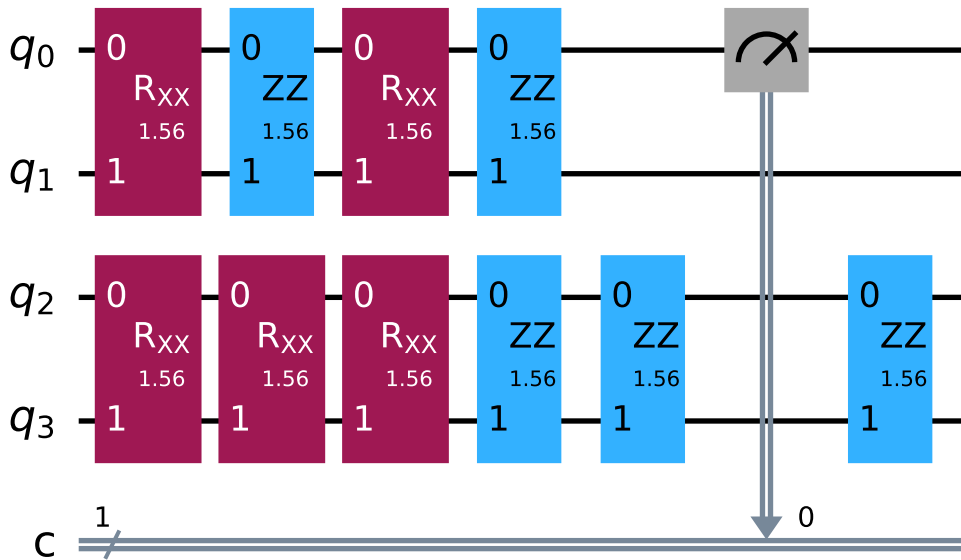 q0 0 0 0 0
RXX ZZ RXX ZZ
1.56 1.56 1.56 1.56
q1 1 1 1 1
q2 0 0 0 0 0 0
RXX RXX RXX ZZ ZZ ZZ
1.56 1.56 1.56 1.56 1.56 1.56
q3 1 1 1 1 1 1
1 0
c